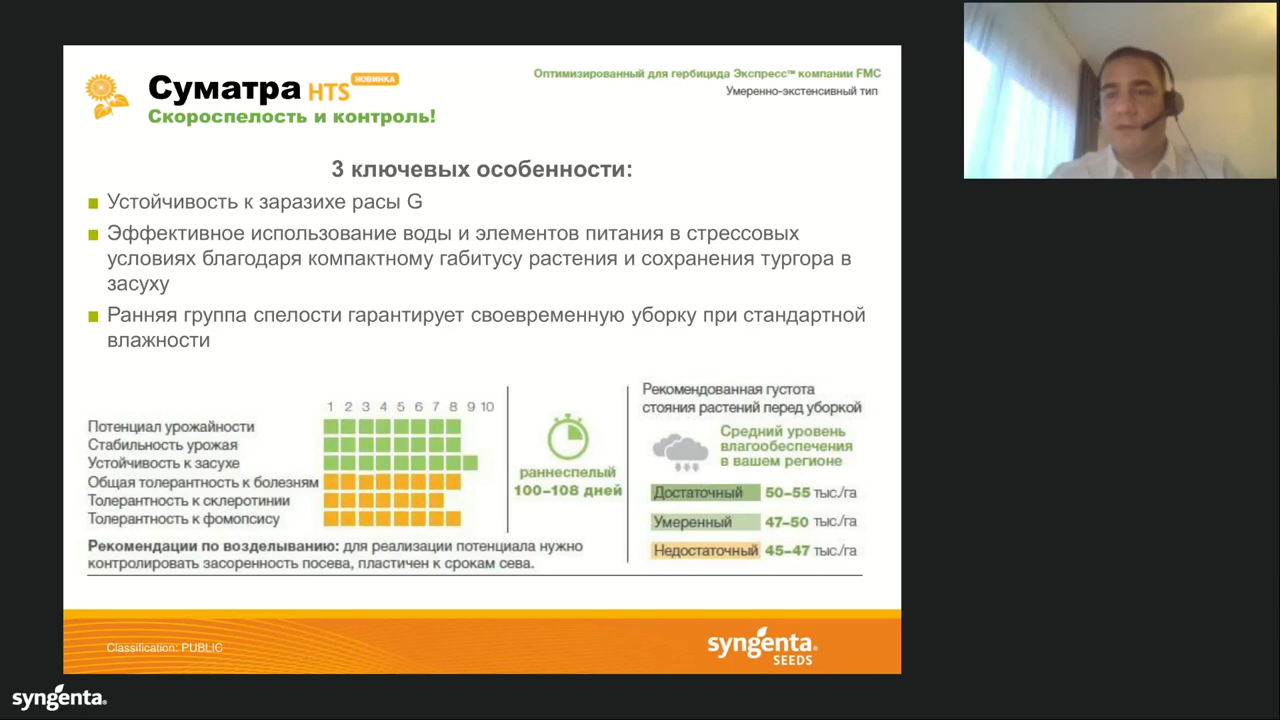 Суматра HTS НОВИНКА
Скороспелость и контроль!
Оптимизированный для гербицида Экспресс™ компании FMC
Умеренно-экстенсивный тип
3 ключевых особенности:
Устойчивость к заразихе расы G
Эффективное использование воды и элементов питания в стрессовых
условиях благодаря компактному габитусу растения и сохранения тургора в
засуху
Ранняя группа спелости гарантирует своевременную уборку при стандартной
влажности
1 2 3 4 5 6 7 8 9 10
Потенциал урожайности
Стабильность урожая
Устойчивость к засухе
Общая толерантность к болезням
Толерантность к склеротинии
Толерантность к фомопсису
раннеспелый
100–108 дней
Рекомендованная густота
стояния растений перед уборкой
Средний уровень
влагообеспечения
в вашем регионе
Достаточный 50–55 тыс./га
Умеренный 47–50 тыс./га
Недостаточный 45–47 тыс./га
Рекомендации по возделыванию: для реализации потенциала нужно
контролировать засоренность посева, пластичен к срокам сева.
Classification: PUBLIC
syngenta.
SEEDS
syngenta.